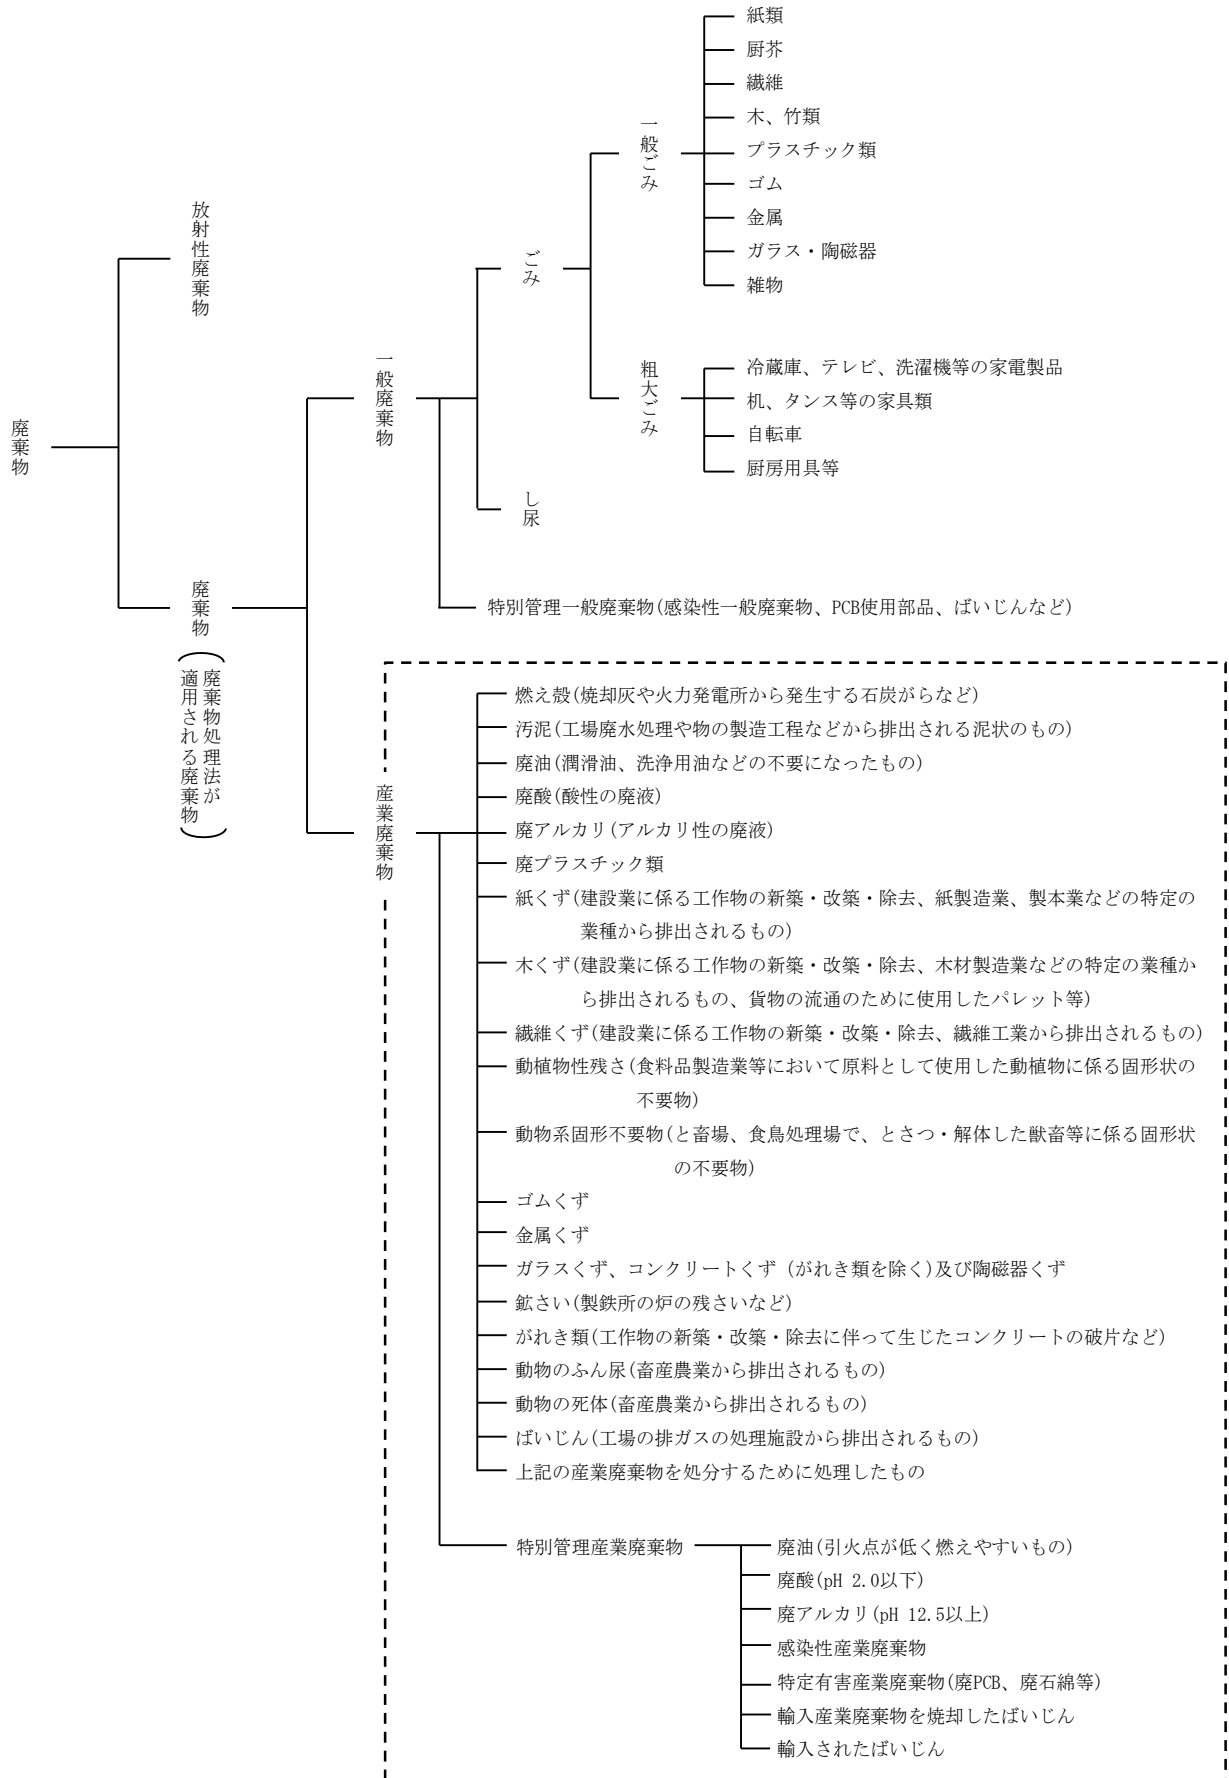 廃棄物
放射性廃棄物
廃棄物
廃棄物処理法が
適用される廃棄物
一般廃棄物
ごみ
一般ごみ
紙類
厨芥
繊維
木、竹類
プラスチック類
ゴム
金属
ガラス・陶磁器
雑物
粗大ごみ
冷蔵庫、テレビ、洗濯機等の家電製品
机、タンス等の家具類
自転車
厨房用具等
し尿
特別管理一般廃棄物(感染性一般廃棄物、PCB使用部品、ばいじんなど)
産業廃棄物
燃え殻(焼却灰や火力発電所から発生する石炭がらなど)
汚泥(工場廃水処理や物の製造工程などから排出される泥状のもの)
廃油(潤滑油、洗浄用油などの不要になったもの)
廃酸(酸性の廃液)
廃アルカリ(アルカリ性の廃液)
廃プラスチック類
紙くず(建設業に係る工作物の新築・改築・除去、紙製造業、製本業などの特定の
業種から排出されるもの)
木くず(建設業に係る工作物の新築・改築・除去、木材製造業などの特定の業種か
ら排出されるもの、貨物の流通のために使用したパレット等)
繊維くず(建設業に係る工作物の新築・改築・除去、繊維工業から排出されるもの)
動植物性残さ(食料品製造業等において原料として使用した動植物に係る固形状の
不要物)
動物系固形不要物(と畜場、食鳥処理場で、とさつ・解体した獣畜等に係る固形状
の不要物)
ゴムくず
金属くず
ガラスくず、コンクリートくず (がれき類を除く)及び陶磁器くず
鉱さい(製鉄所の炉の残さいなど)
がれき類(工作物の新築・改築・除去に伴って生じたコンクリートの破片など)
動物のふん尿(畜産農業から排出されるもの)
動物の死体(畜産農業から排出されるもの)
ばいじん(工場の排ガスの処理施設から排出されるもの)
上記の産業廃棄物を処分するために処理したもの
特別管理産業廃棄物
廃油(引火点が低く燃えやすいもの)
廃酸(pH 2.0以下)
廃アルカリ(pH 12.5以上)
感染性産業廃棄物
特定有害産業廃棄物(廃PCB、廃石綿等)
輸入産業廃棄物を焼却したばいじん
輸入されたばいじん